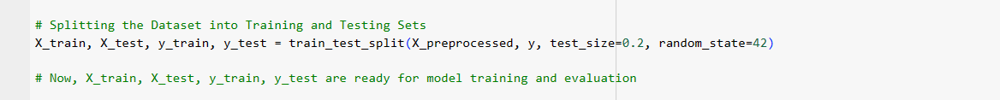 # Splitting the Dataset into Training and Testing Sets
X_train, X_test, y_train, y_test = train_test_split(X_preprocessed, y, test_size=0.2, random_state=42)
# Now, X_train, X_test, y_train, y_test are ready for model training and evaluation